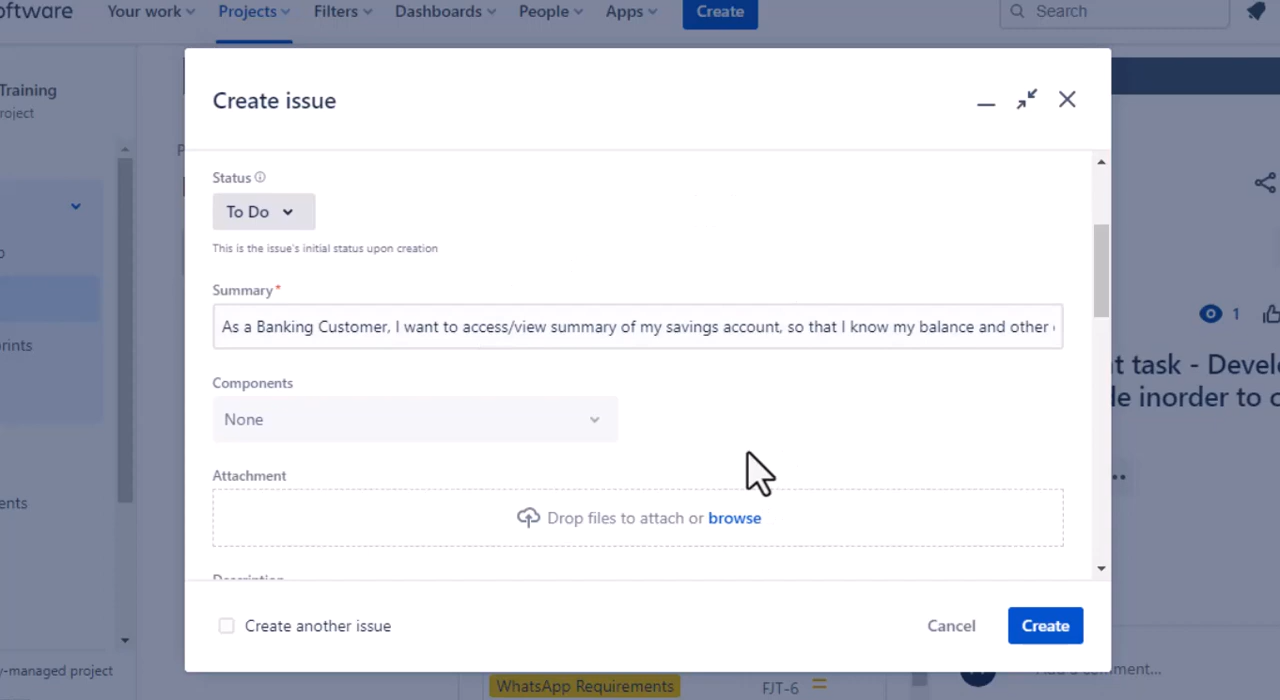 oftware Your work Projects Filters Dashboards People Apps Create Search
Training
roject
Create issue
Status
To Do
This is the issue's initial status upon creation
Summary*
As a Banking Customer, I want to access/view summary of my savings account, so that I know my balance and other
Components
None
Attachment
Drop files to attach or browse
Description
Create another issue
Cancel Create
rints
ents
y-managed project
1
t task - Devel
le inorder to c
WhatsApp Requirements FJT-6
ment...